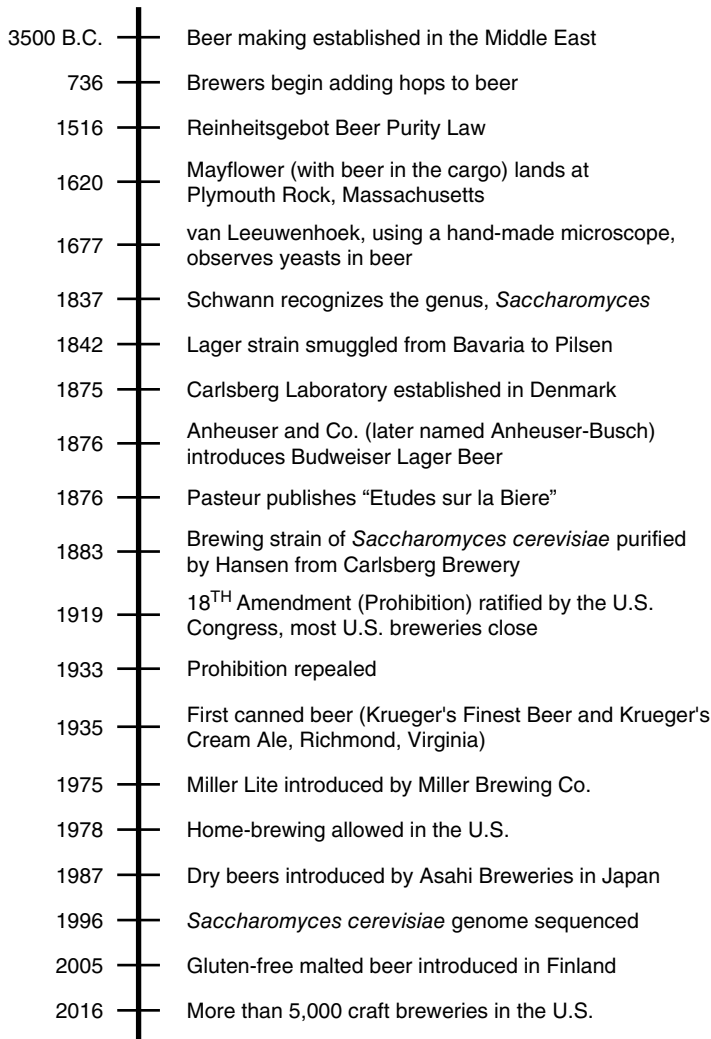 3500 B.C. Beer making established in the Middle East
736 Brewers begin adding hops to beer
1516 Reinheitsgebot Beer Purity Law
1620 Mayflower (with beer in the cargo) lands at
Plymouth Rock, Massachusetts
1677 van Leeuwenhoek, using a hand-made microscope,
observes yeasts in beer
1837 Schwann recognizes the genus, Saccharomyces
1842 Lager strain smuggled from Bavaria to Pilsen
1875 Carlsberg Laboratory established in Denmark
1876 Anheuser and Co. (later named Anheuser-Busch)
introduces Budweiser Lager Beer
1876 Pasteur publishes “Etudes sur la Biere”
1883 Brewing strain of Saccharomyces cerevisiae purified
by Hansen from Carlsberg Brewery
1919 18TH Amendment (Prohibition) ratified by the U.S.
Congress, most U.S. breweries close
1933 Prohibition repealed
1935 First canned beer (Krueger's Finest Beer and Krueger's
Cream Ale, Richmond, Virginia)
1975 Miller Lite introduced by Miller Brewing Co.
1978 Home-brewing allowed in the U.S.
1987 Dry beers introduced by Asahi Breweries in Japan
1996 Saccharomyces cerevisiae genome sequenced
2005 Gluten-free malted beer introduced in Finland
2016 More than 5,000 craft breweries in the U.S.